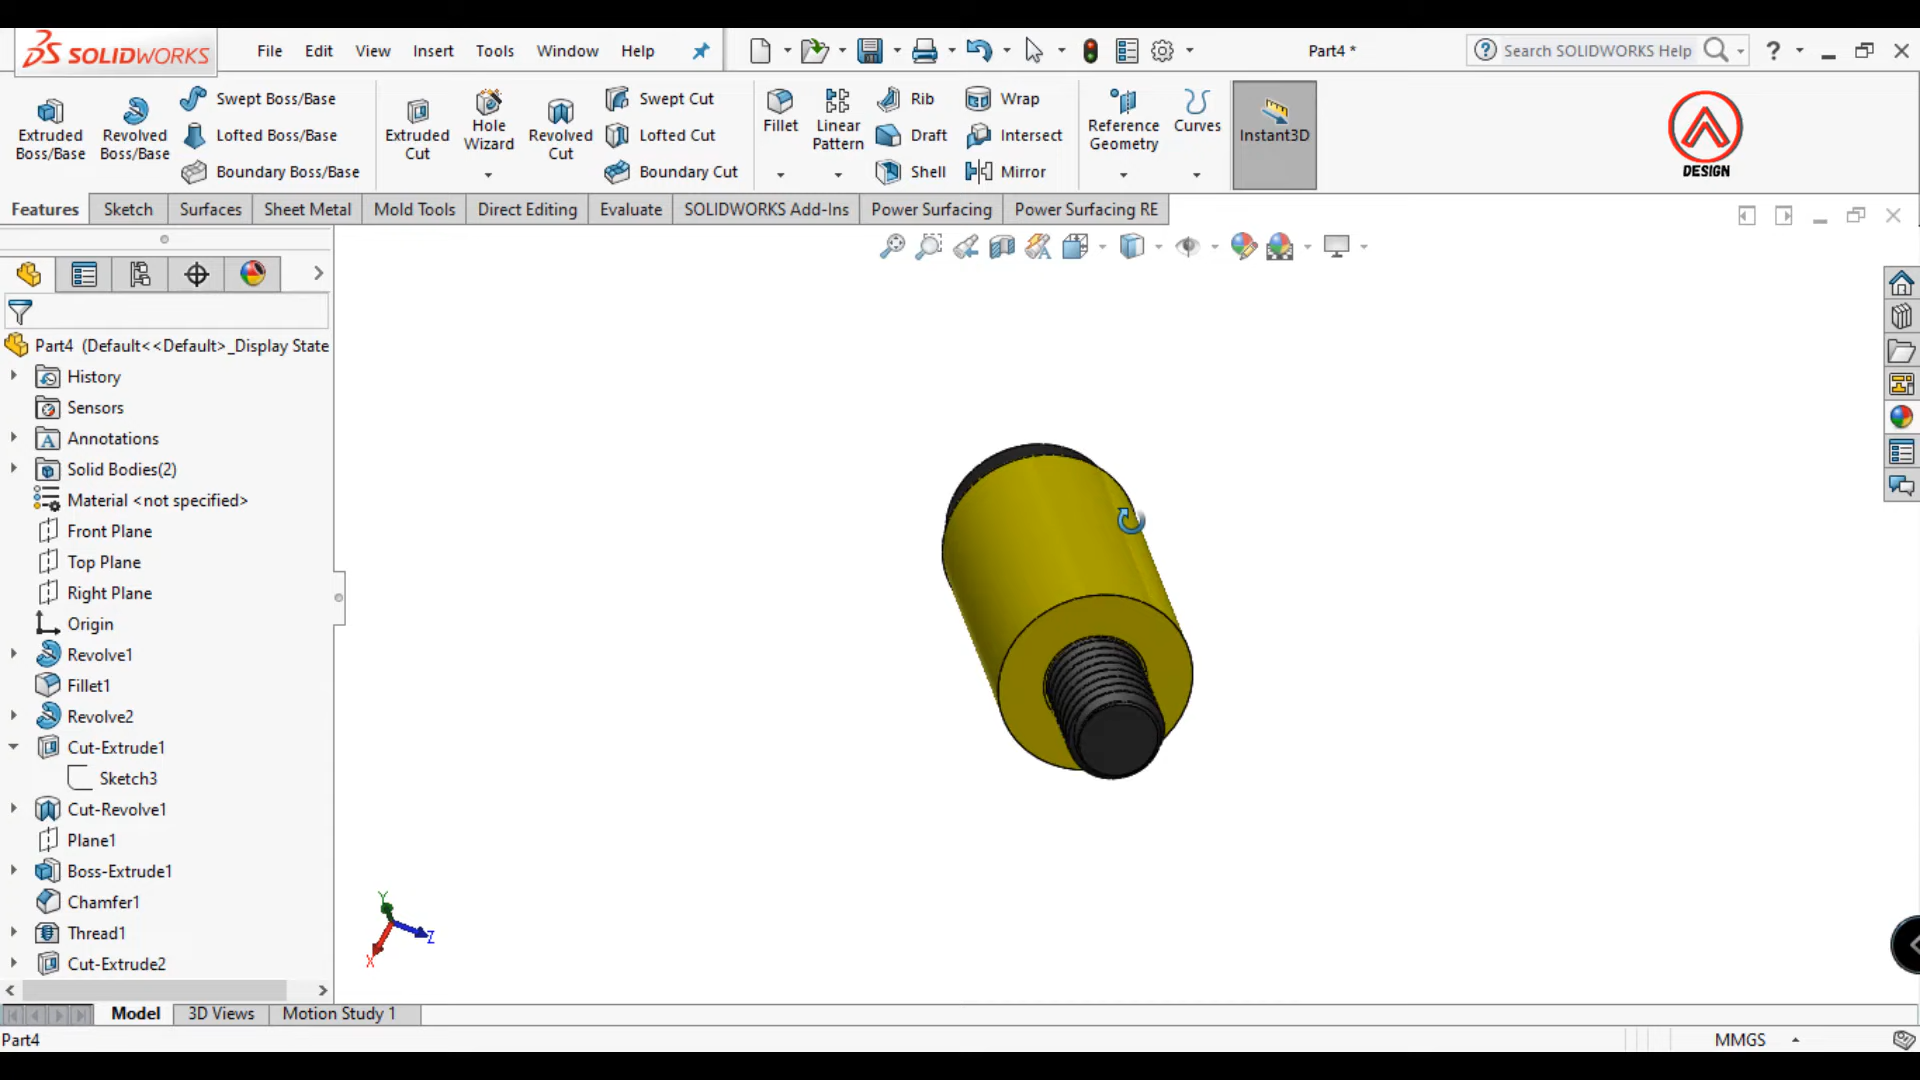 SOLIDWORKS
File Edit View Insert Tools Window Help
Part4 *
Search SOLIDWORKS Help
?
Extruded Boss/Base
Revolved Boss/Base
Swept Boss/Base
Lofted Boss/Base
Boundary Boss/Base
Extruded Cut
Hole Wizard
Revolved Cut
Swept Cut
Lofted Cut
Boundary Cut
Fillet
Linear Pattern
Rib
Draft
Shell
Wrap
Intersect
Mirror
Reference Geometry
Curves
Instant3D
DESIGN
Features Sketch Surfaces Sheet Metal Mold Tools Direct Editing Evaluate SOLIDWORKS Add-Ins Power Surfacing Power Surfacing RE
Part4 (Default<<Default>_Display State
History
Sensors
Annotations
Solid Bodies(2)
Material <not specified>
Front Plane
Top Plane
Right Plane
Origin
Revolve1
Fillet1
Revolve2
Cut-Extrude1
Sketch3
Cut-Revolve1
Plane1
Boss-Extrude1
Chamfer1
Thread1
Cut-Extrude2
Y
Z
X
Model 3D Views Motion Study 1
Part4
MMGS